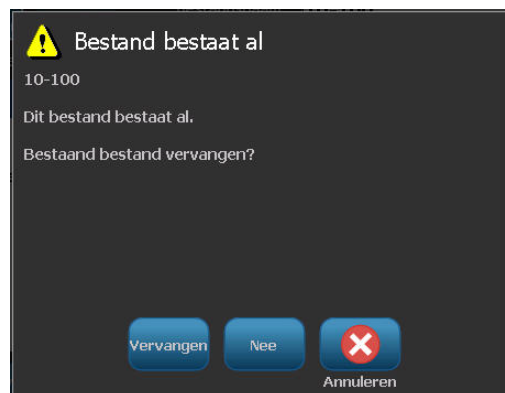 Bestand bestaat al
10-100
Dit bestand bestaat al.
Bestaand bestand vervangen?
Vervangen
Nee
Annuleren